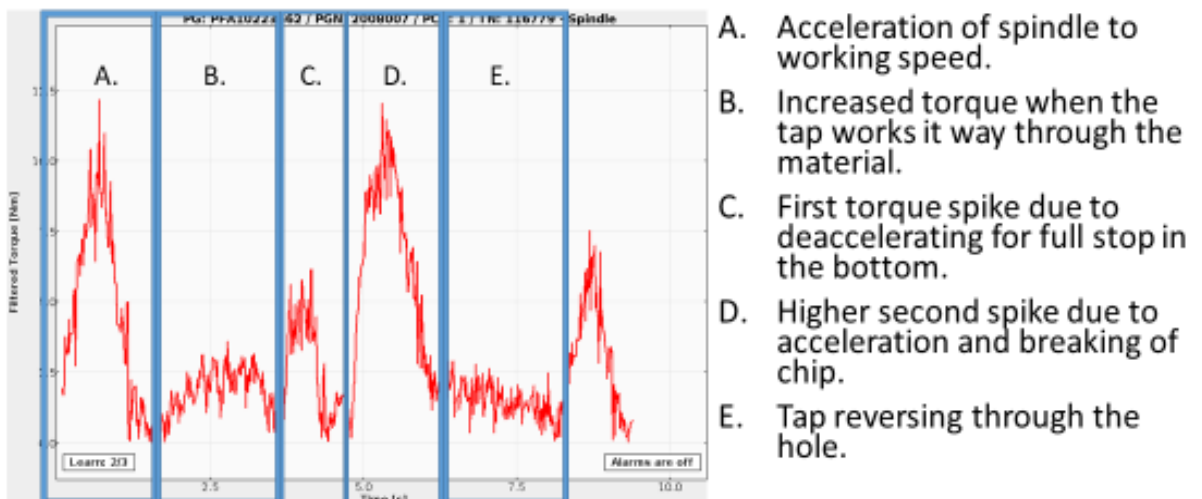 A.
B.
C.
D.
E.
Filtered Torque [Nm]
Learn: 2/3
Alarms are off
2.5
5.0
7.5
10.0
Time [s]
A. Acceleration of spindle to
working speed.
B. Increased torque when the
tap works it way through the
material.
C. First torque spike due to
deaccelerating for full stop in
the bottom.
D. Higher second spike due to
acceleration and breaking of
chip.
E. Tap reversing through the
hole.